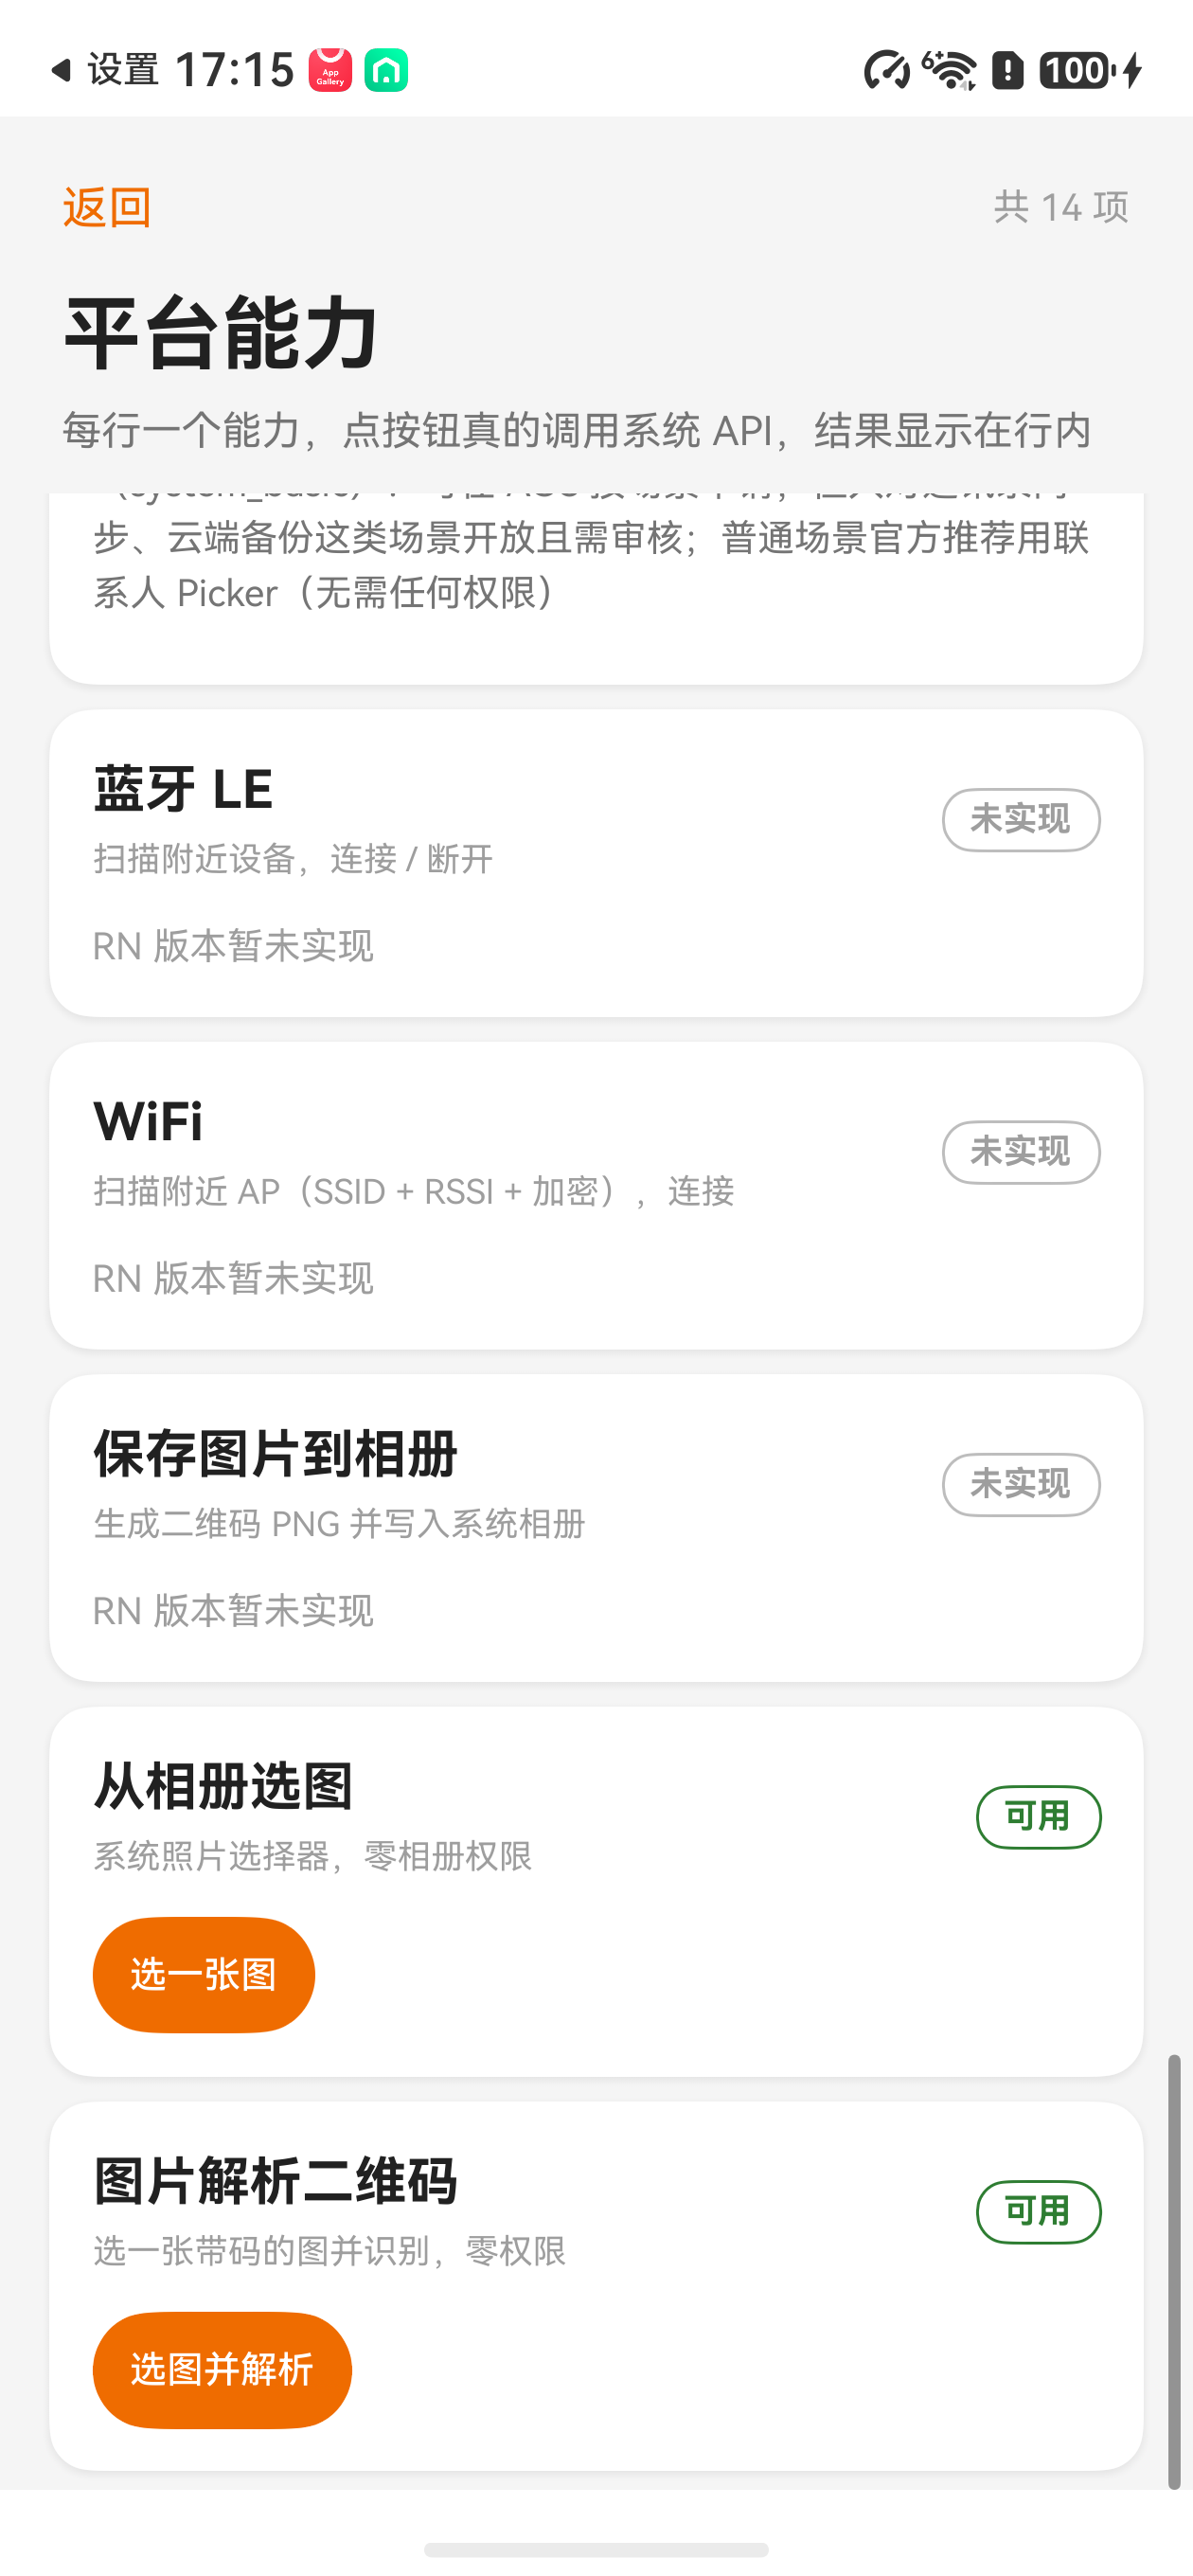 设置 17:15 App Gallery 6+ 100
返回 共 14 项
平台能力
每行一个能力，点按钮真的调用系统 API，结果显示在行内
步、云端备份这类场景开放且需审核；普通场景官方推荐用联
系人 Picker（无需任何权限）
蓝牙 LE
未实现
扫描附近设备，连接 / 断开
RN 版本暂未实现
WiFi
未实现
扫描附近 AP（SSID + RSSI + 加密），连接
RN 版本暂未实现
保存图片到相册
未实现
生成二维码 PNG 并写入系统相册
RN 版本暂未实现
从相册选图
可用
系统照片选择器，零相册权限
选一张图
图片解析二维码
可用
选一张带码的图并识别，零权限
选图并解析